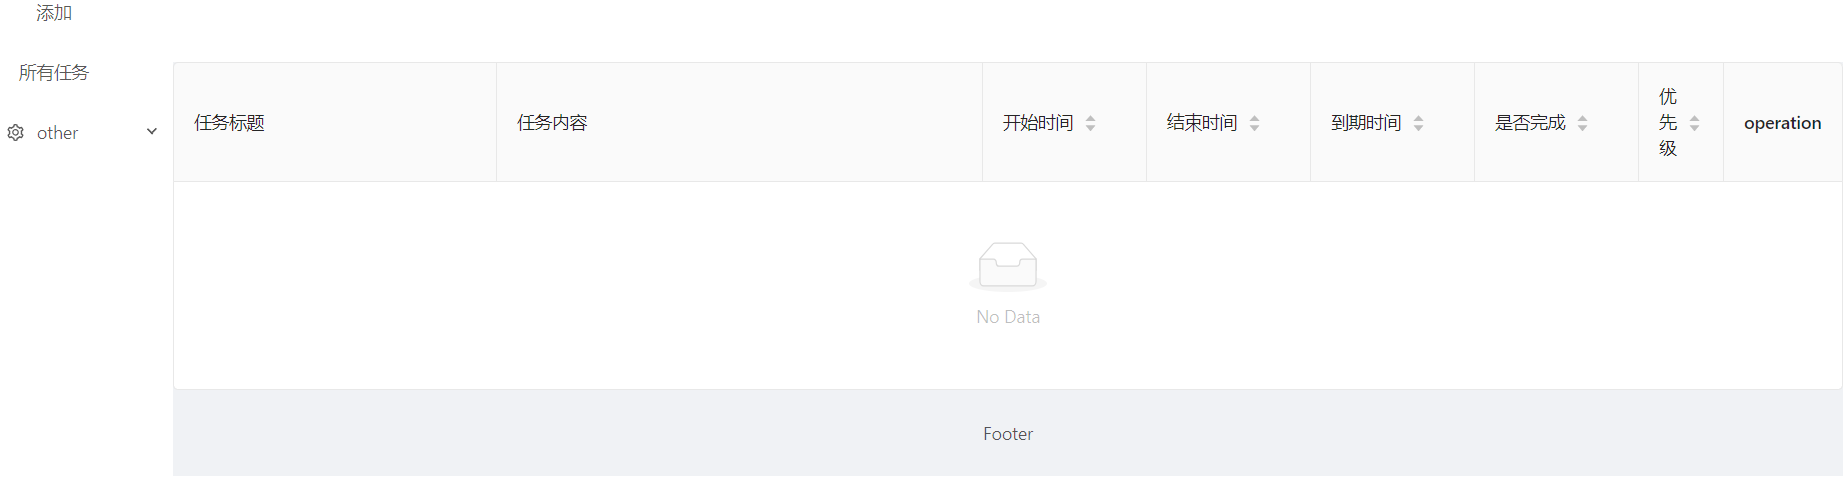 添加
所有任务
other
任务标题
任务内容
开始时间
结束时间
到期时间
是否完成
优
先
级
operation
No Data
Footer